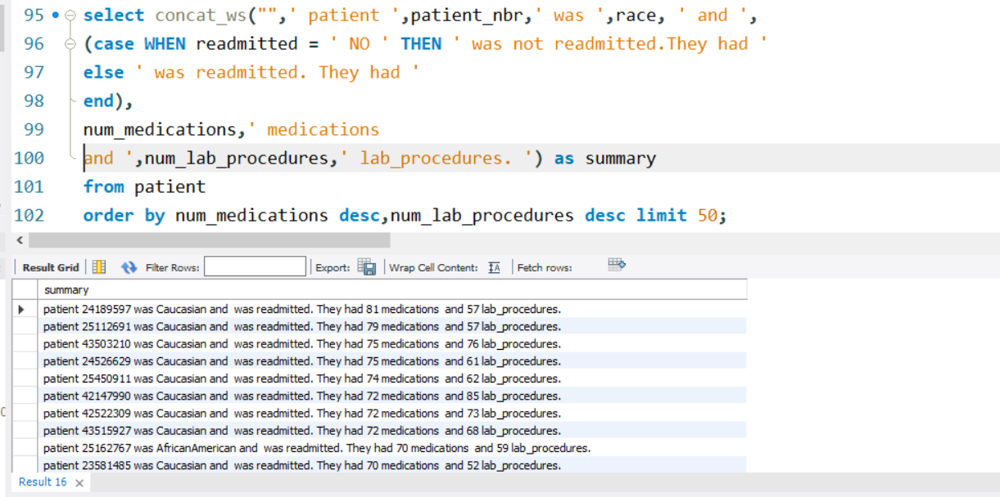 95 select concat_ws("",' patient ',patient_nbr,' was ',race, ' and ',
96 (case WHEN readmitted = ' NO ' THEN ' was not readmitted.They had '
97 else ' was readmitted. They had '
98 end),
99 num_medications,' medications
100 and ',num_lab_procedures,' lab_procedures. ') as summary
101 from patient
102 order by num_medications desc,num_lab_procedures desc limit 50;
Result Grid Filter Rows: Export: Wrap Cell Content: Fetch rows:
summary
patient 24189597 was Caucasian and  was readmitted. They had 81 medications  and 57 lab_procedures.
patient 25112691 was Caucasian and  was readmitted. They had 79 medications  and 57 lab_procedures.
patient 43503210 was Caucasian and  was readmitted. They had 75 medications  and 76 lab_procedures.
patient 24526629 was Caucasian and  was readmitted. They had 75 medications  and 61 lab_procedures.
patient 25450911 was Caucasian and  was readmitted. They had 74 medications  and 62 lab_procedures.
patient 42147990 was Caucasian and  was readmitted. They had 72 medications  and 85 lab_procedures.
patient 42522309 was Caucasian and  was readmitted. They had 72 medications  and 73 lab_procedures.
patient 43515927 was Caucasian and  was readmitted. They had 72 medications  and 68 lab_procedures.
patient 25162767 was AfricanAmerican and  was readmitted. They had 70 medications  and 59 lab_procedures.
patient 23581485 was Caucasian and  was readmitted. They had 70 medications  and 52 lab_procedures.
Result 16